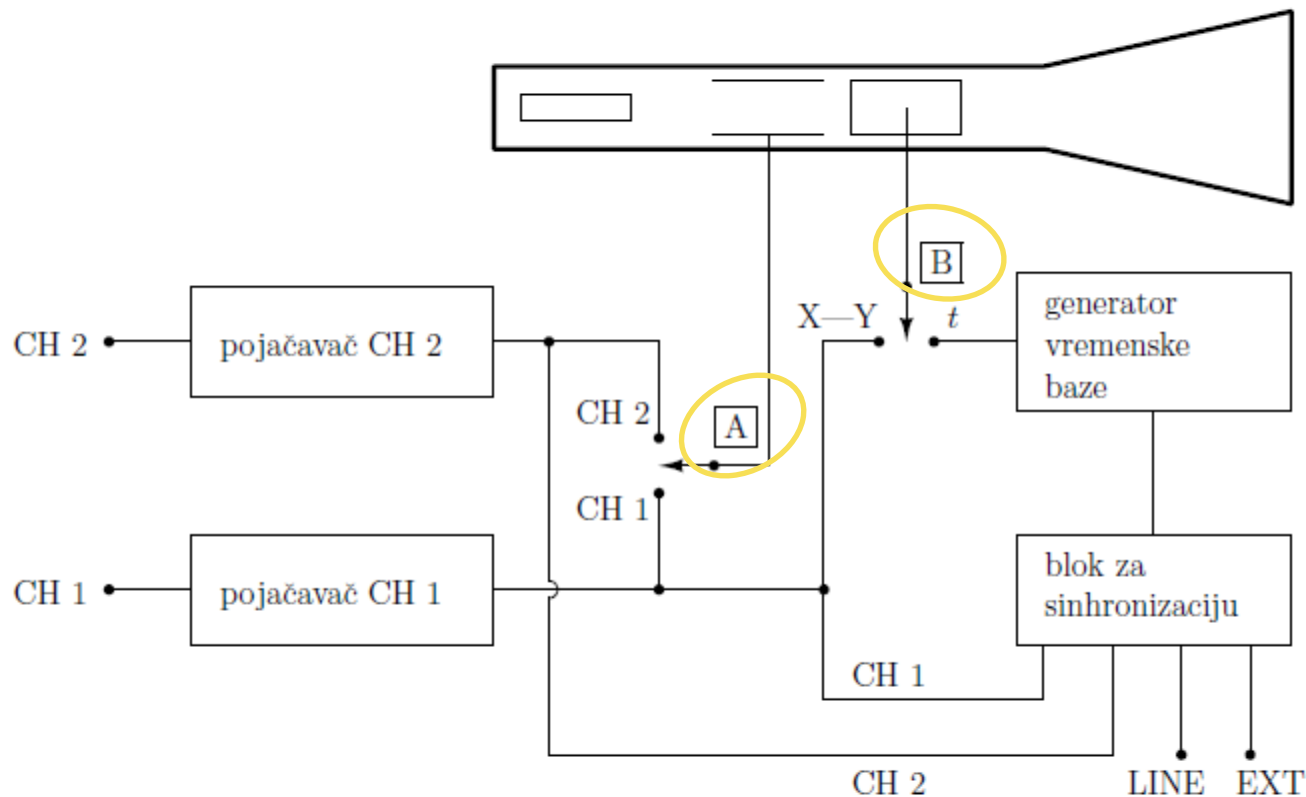 B
X—Y
t
generator
vremenske
baze
CH 2
pojačavač CH 2
CH 2
A
CH 1
CH 1
pojačavač CH 1
blok za
sinhronizaciju
CH 1
CH 2
LINE
EXT